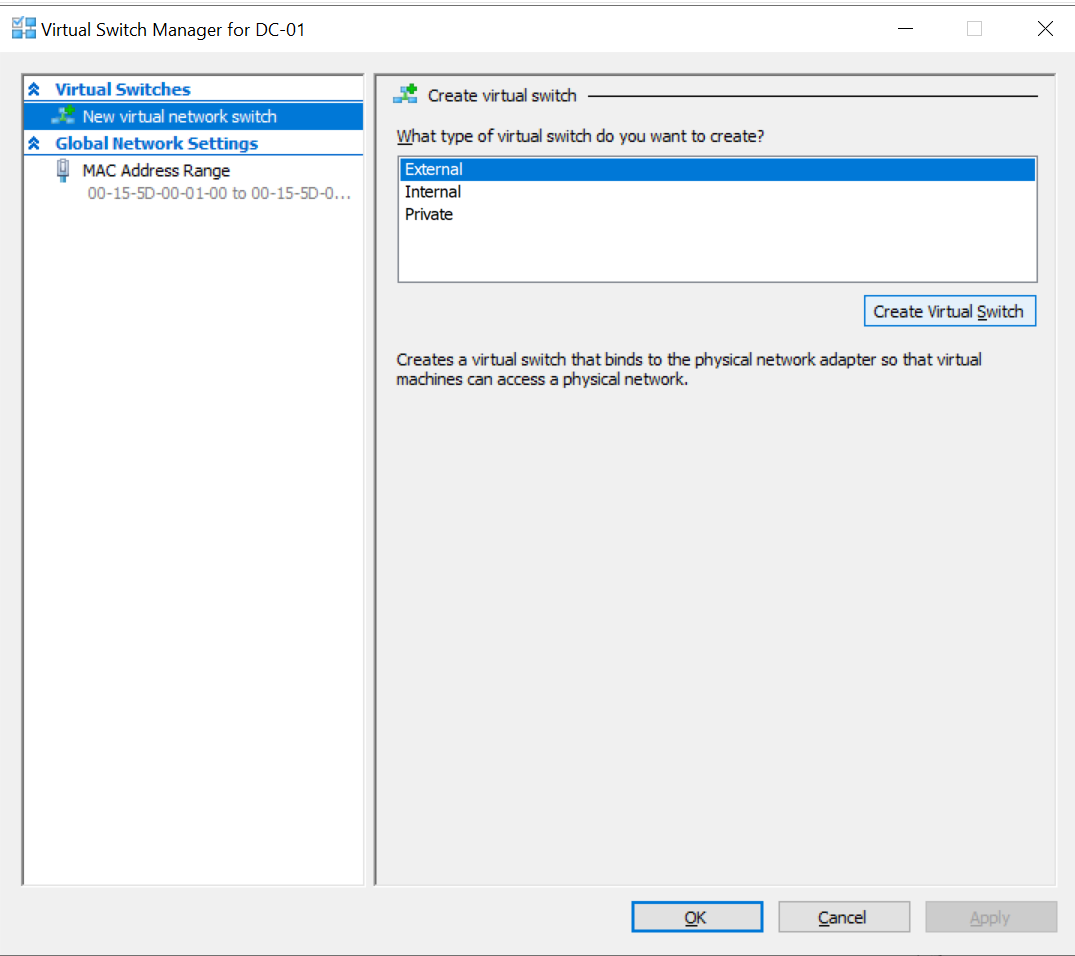 Virtual Switch Manager for DC-01
Virtual Switches
New virtual network switch
Global Network Settings
MAC Address Range
00-15-5D-00-01-00 to 00-15-5D-0...
Create virtual switch
What type of virtual switch do you want to create?
External
Internal
Private
Create Virtual Switch
Creates a virtual switch that binds to the physical network adapter so that virtual
machines can access a physical network.
OK
Cancel
Apply